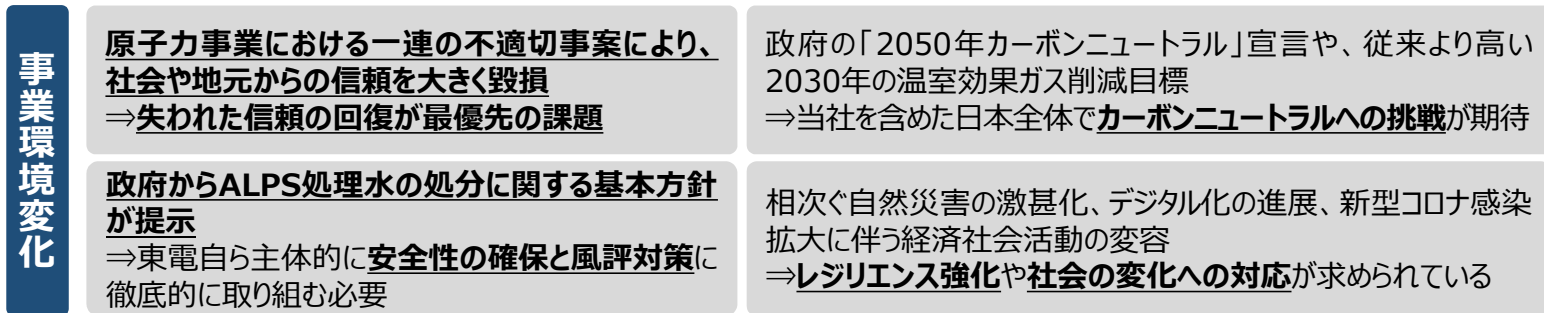 事業環境変化
原子力事業における一連の不適切事案により、
社会や地元からの信頼を大きく毀損
⇒失われた信頼の回復が最優先の課題
政府の「2050年カーボンニュートラル」宣言や、従来より高い
2030年の温室効果ガス削減目標
⇒当社を含めた日本全体でカーボンニュートラルへの挑戦が期待
政府からALPS処理水の処分に関する基本方針
が提示
⇒東電自ら主体的に安全性の確保と風評対策に
徹底的に取り組む必要
相次ぐ自然災害の激甚化、デジタル化の進展、新型コロナ感染
拡大に伴う経済社会活動の変容
⇒レジリエンス強化や社会の変化への対応が求められている